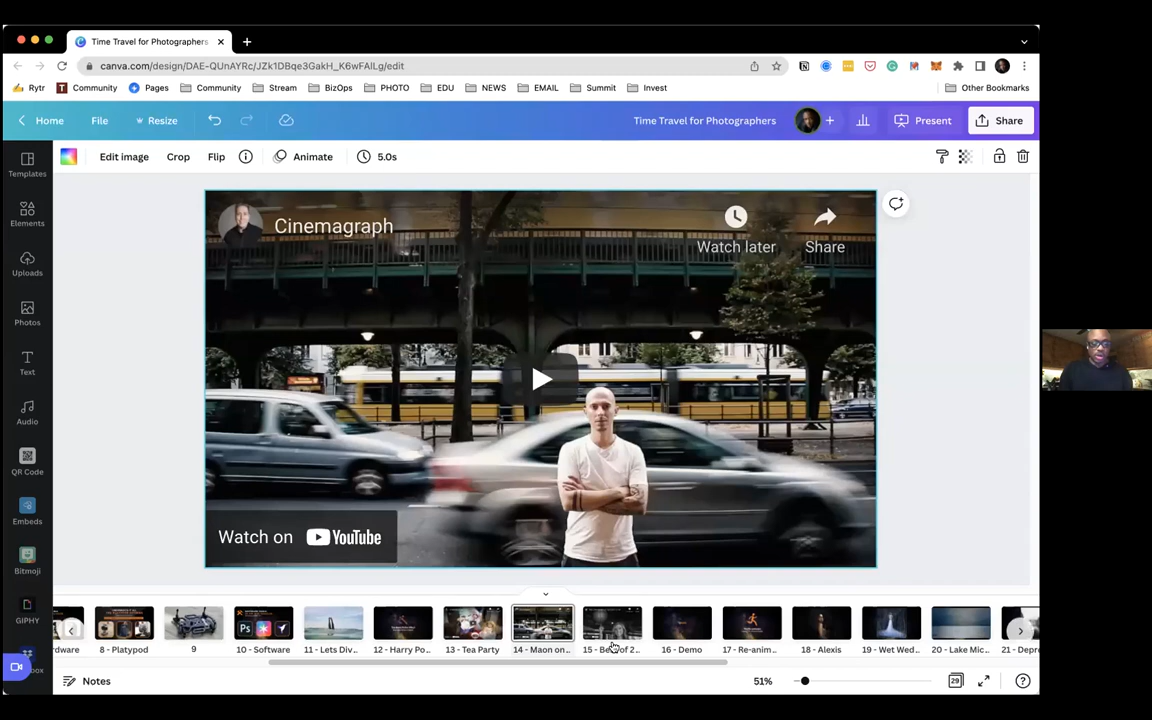 Time Travel for Photographers
canva.com/design/DAE-QUnAYRc/JZk1DBqe3GakH_K6wFAlLg/edit
Rytr
Community
Pages
Community
Stream
BizOps
PHOTO
EDU
NEWS
EMAIL
Summit
Invest
Other Bookmarks
Home
File
Resize
Time Travel for Photographers
Present
Share
Edit image
Crop
Flip
Animate
5.0s
Templates
Elements
Uploads
Photos
Text
Audio
QR Code
Embeds
Bitmoji
GIPHY
Cinemagraph
Watch later
Share
Watch on YouTube
8 - Platypod
9
10 - Software
11 - Lets Div...
12 - Harry Po...
13 - Tea Party
14 - Maon on...
16 - Demo
17 - Re-anim...
18 - Alexis
19 - Wet Wed...
20 - Lake Mic...
21 - Depr
Ps
Notes
51%
29